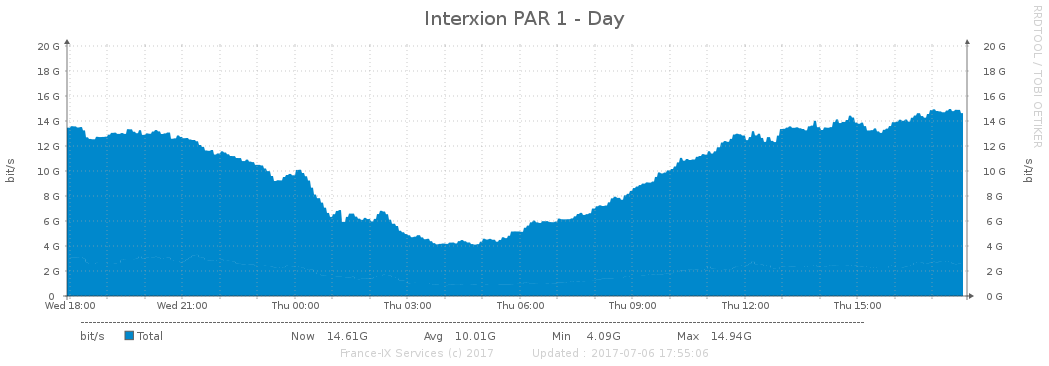 Interxion PAR 1 - Day
RRDTOOL / TOBI OETIKER
bit/s
20 G 20 G
18 G 18 G
16 G 16 G
14 G 14 G
12 G 12 G
10 G 10 G
8 G 8 G
6 G 6 G
4 G 4 G
2 G 2 G
0 0 G
bit/s
Wed 18:00 Wed 21:00 Thu 00:00 Thu 03:00 Thu 06:00 Thu 09:00 Thu 12:00 Thu 15:00
bit/s Total Now 14.61G Avg 10.01G Min 4.09G Max 14.94G
France-IX Services (c) 2017 Updated : 2017-07-06 17:55:06